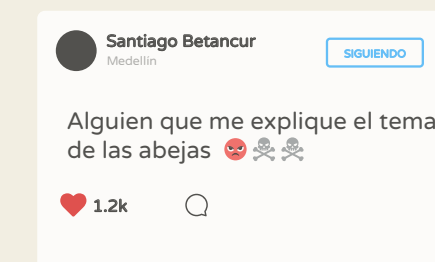 Santiago Betancur
Medellín
SIGUIENDO
Alguien que me explique el tema
de las abejas 😡☠️☠️
1.2k